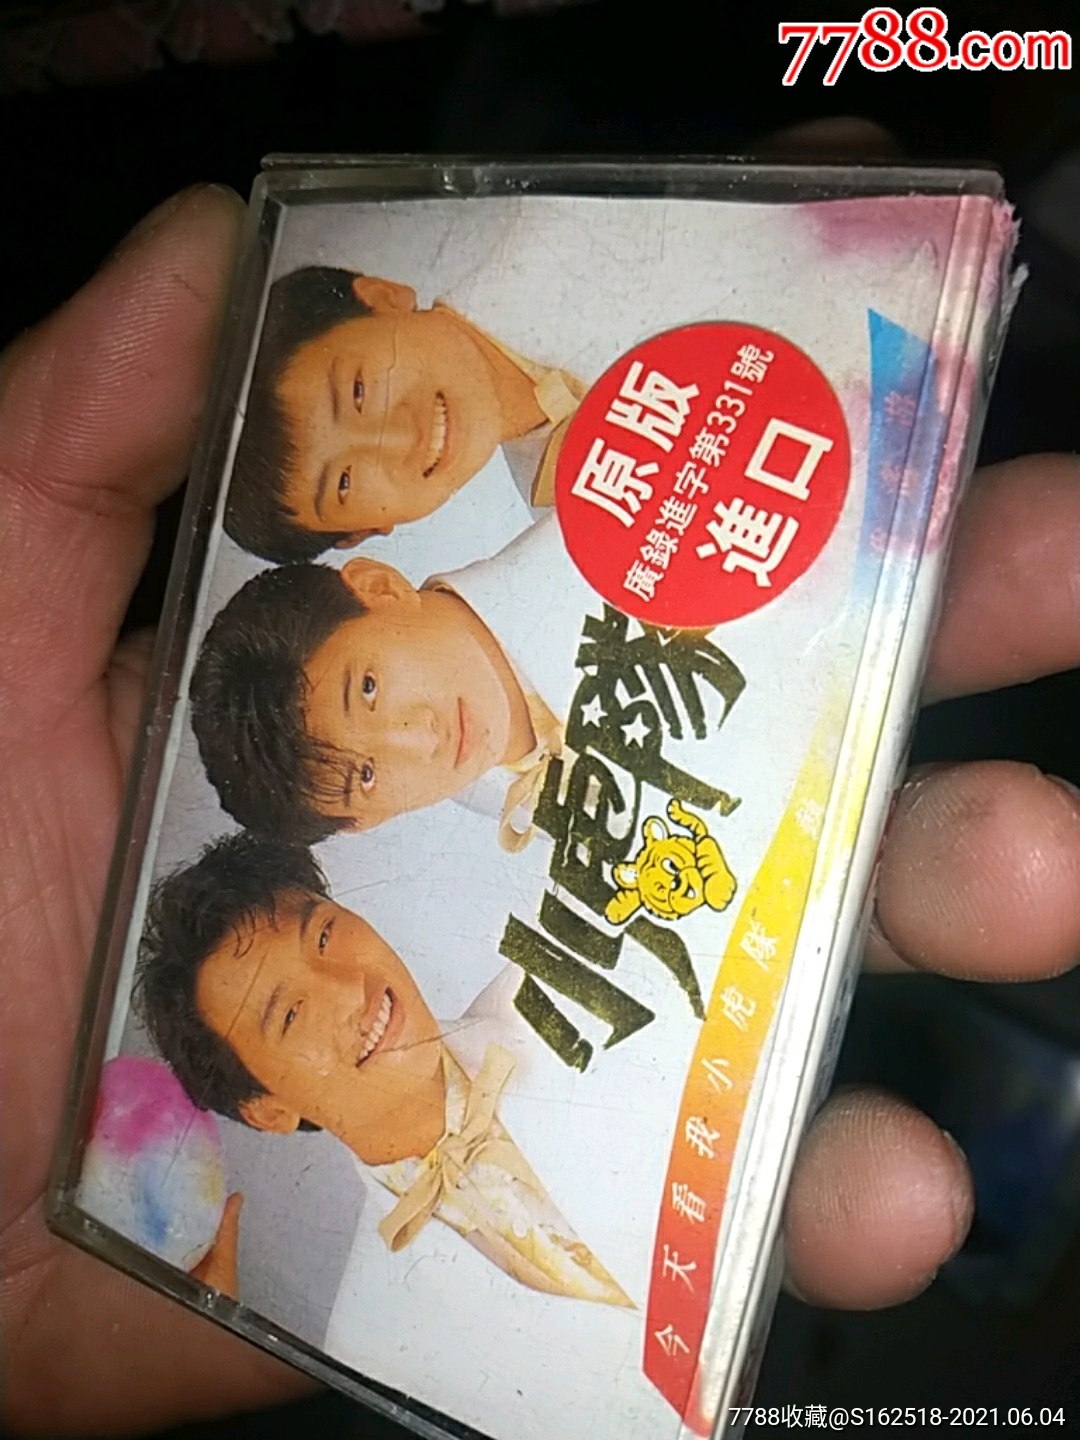 7788.com
原版
廣錄進字第331號
進口
小虎隊
今天看我小虎隊
7788收藏@S162518-2021.06.04